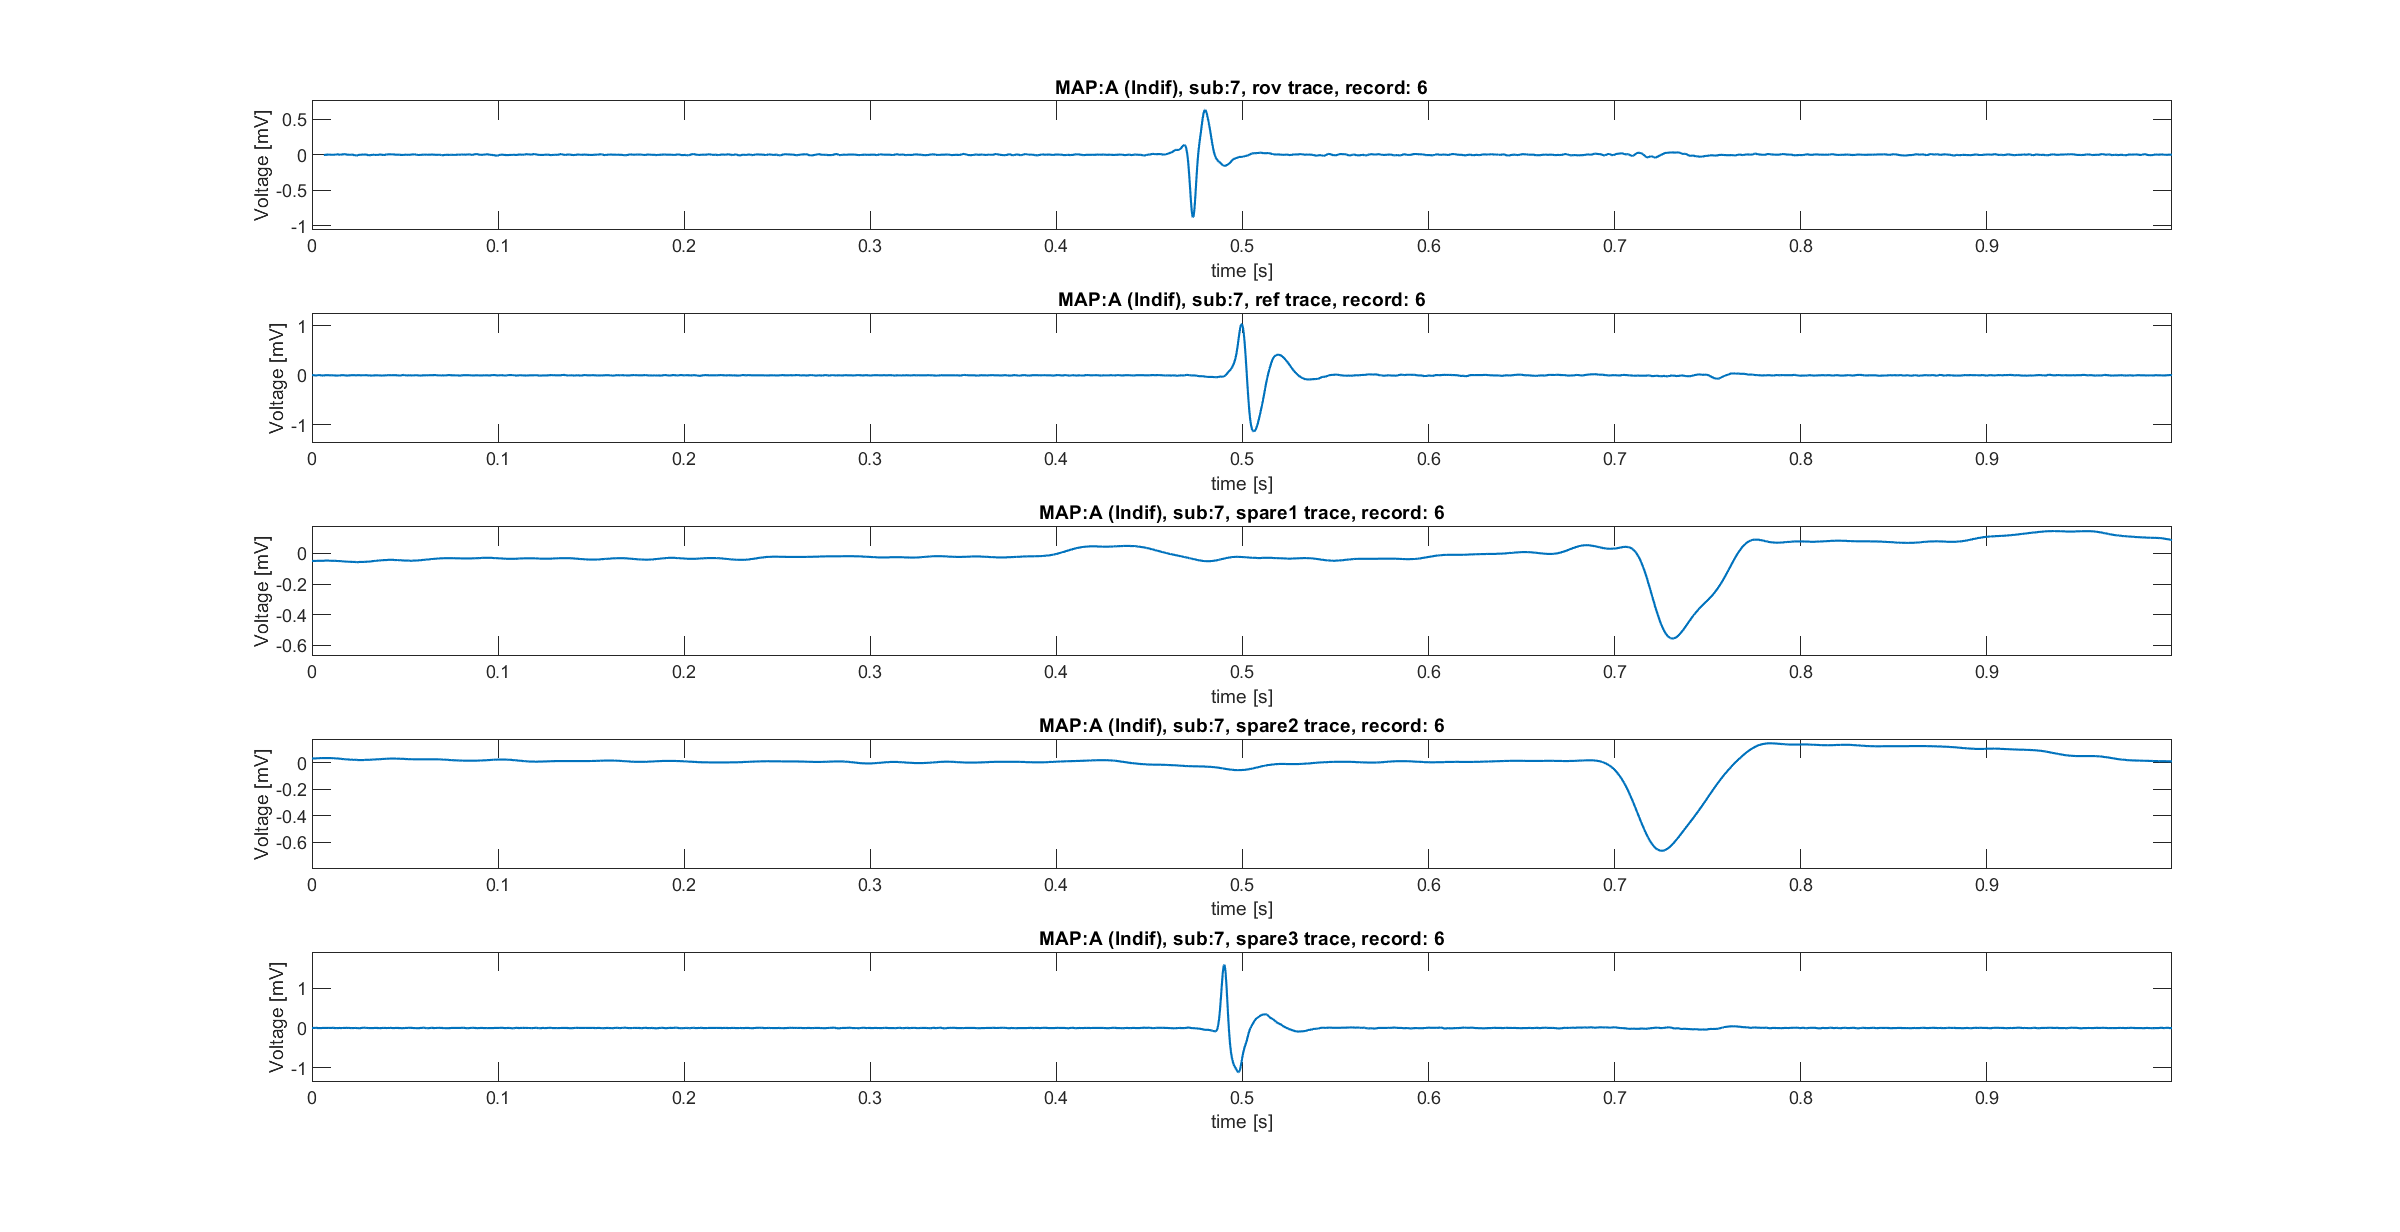 MAP:A (Indif), sub:7, rov trace, record: 6
Voltage [mV]
0.5
0
-0.5
-1
0 0.1 0.2 0.3 0.4 0.5 0.6 0.7 0.8 0.9
time [s]
MAP:A (Indif), sub:7, ref trace, record: 6
Voltage [mV]
1
0
-1
0 0.1 0.2 0.3 0.4 0.5 0.6 0.7 0.8 0.9
time [s]
MAP:A (Indif), sub:7, spare1 trace, record: 6
Voltage [mV]
0
-0.2
-0.4
-0.6
0 0.1 0.2 0.3 0.4 0.5 0.6 0.7 0.8 0.9
time [s]
MAP:A (Indif), sub:7, spare2 trace, record: 6
Voltage [mV]
0
-0.2
-0.4
-0.6
0 0.1 0.2 0.3 0.4 0.5 0.6 0.7 0.8 0.9
time [s]
MAP:A (Indif), sub:7, spare3 trace, record: 6
Voltage [mV]
1
0
-1
0 0.1 0.2 0.3 0.4 0.5 0.6 0.7 0.8 0.9
time [s]